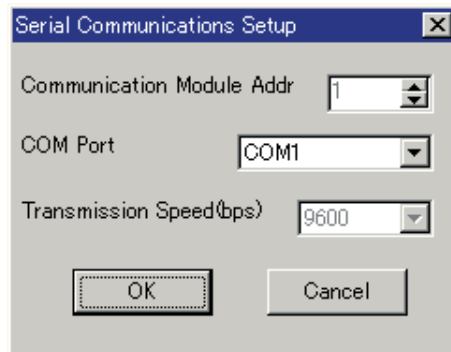 Serial Communications Setup
Communication Module Addr 1
COM Port COM1
Transmission Speed(bps) 9600
OK Cancel